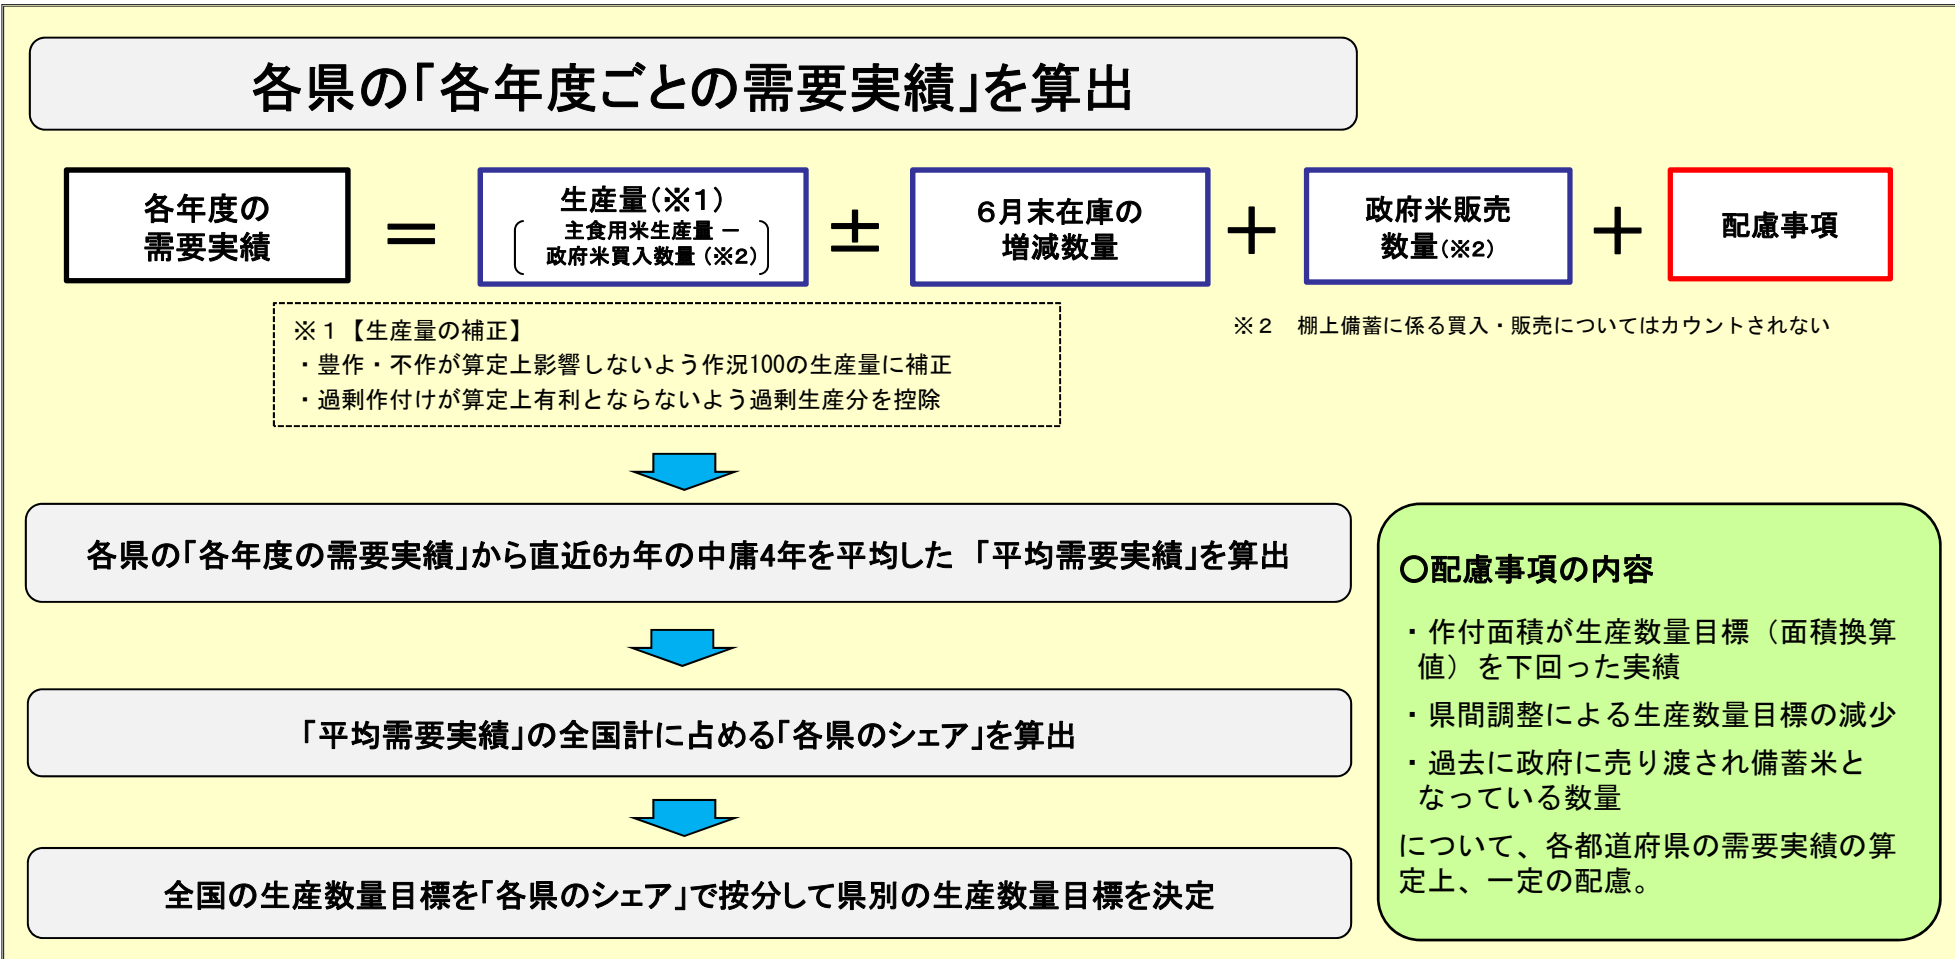 各県の「各年度ごとの需要実績」を算出
各年度の
需要実績
＝
生産量(※1)
主食用米生産量 －
政府米買入数量(※2)
±
6月末在庫の
増減数量
＋
政府米販売
数量(※2)
＋
配慮事項
※１【生産量の補正】
・豊作・不作が算定上影響しないよう作況100の生産量に補正
・過剰作付けが算定上有利とならないよう過剰生産分を控除
※２　棚上備蓄に係る買入・販売についてはカウントされない
各県の「各年度の需要実績」から直近6ヵ年の中庸4年を平均した「平均需要実績」を算出
「平均需要実績」の全国計に占める「各県のシェア」を算出
全国の生産数量目標を「各県のシェア」で按分して県別の生産数量目標を決定
○配慮事項の内容
・作付面積が生産数量目標（面積換算
値）を下回った実績
・県間調整による生産数量目標の減少
・過去に政府に売り渡され備蓄米と
なっている数量
について、各都道府県の需要実績の算
定上、一定の配慮。